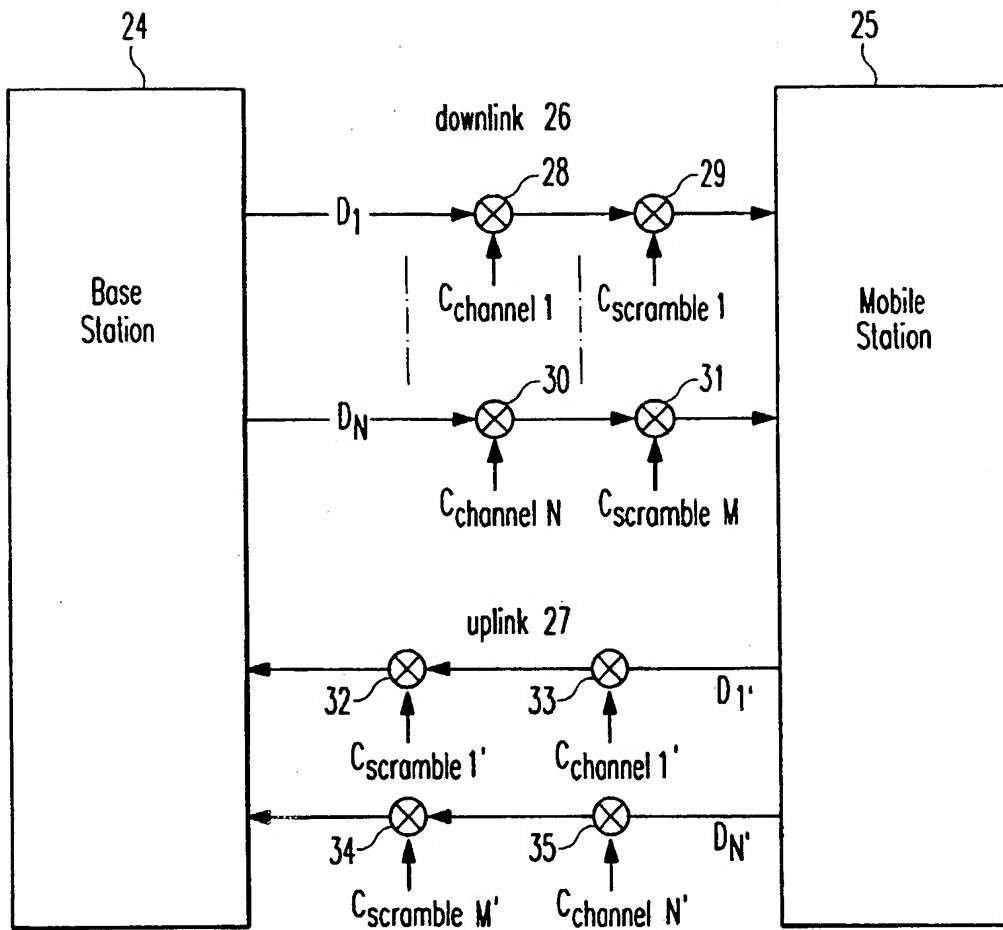 24
25
downlink 26
28
29
D1
Cchannel 1
Cscramble 1
Base
Station
Mobile
Station
30
31
DN
Cchannel N
Cscramble M
uplink 27
32
33
D1'
Cscramble 1'
Cchannel 1'
34
35
DN'
Cscramble M'
Cchannel N'